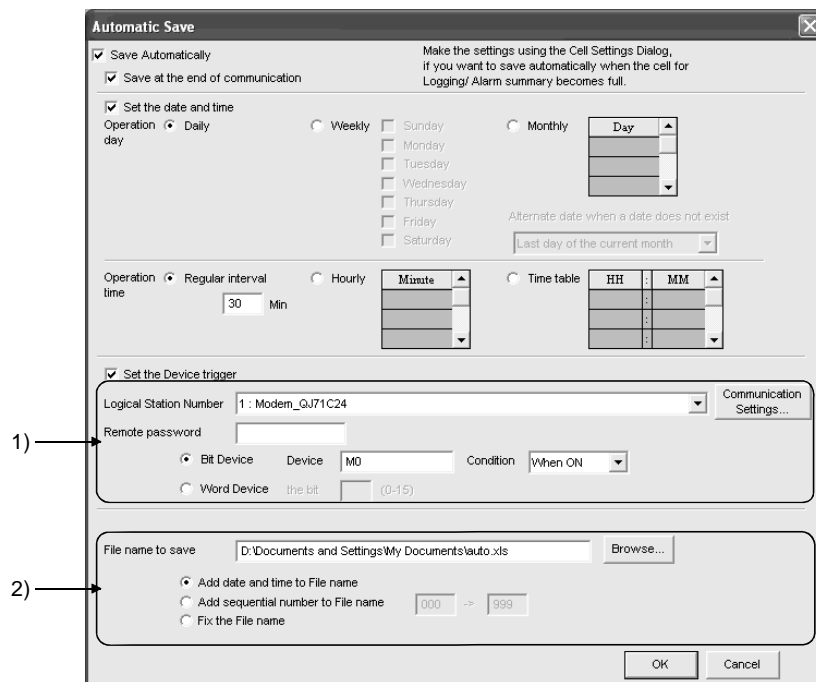 Automatic Save
Save Automatically
Make the settings using the Cell Settings Dialog,
if you want to save automatically when the cell for
Logging/ Alarm summary becomes full.
Save at the end of communication
Set the date and time
Operation day
Daily
Weekly
Sunday
Monday
Tuesday
Wednesday
Thursday
Friday
Saturday
Monthly
Day
Alternate date when a date does not exist
Last day of the current month
Operation time
Regular interval
30 Min
Hourly
Minute
Time table
HH : MM
:
:
:
Set the Device trigger
1)
Logical Station Number 1 : Modem_QJ71C24
Communication Settings...
Remote password
Bit Device Device M0 Condition When ON
Word Device the bit (0-15)
2)
File name to save D:\Documents and Settings\My Documents\auto.xls Browse...
Add date and time to File name
Add sequential number to File name 000 -> 999
Fix the File name
OK Cancel